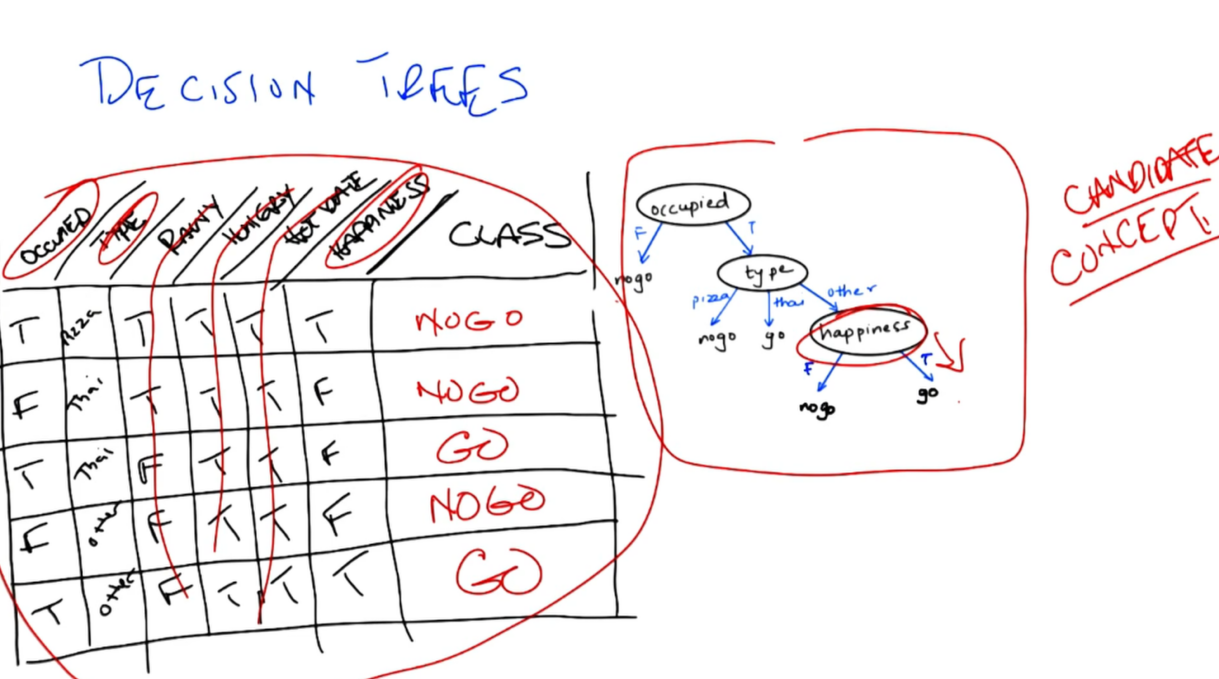 DECISION TREES
CANDIDATE
CONCEPT
OCCUPIED TYPE RAINY HUNGRY HOT DATE HAPPINESS CLASS
T Pizza T T T T NOGO
F Thai T T T F NOGO
T Thai F T T F GO
F other F T T F NOGO
T other F T T T GO
occupied
F T
nogo type
pizza thai other
nogo go happiness
F T
nogo go